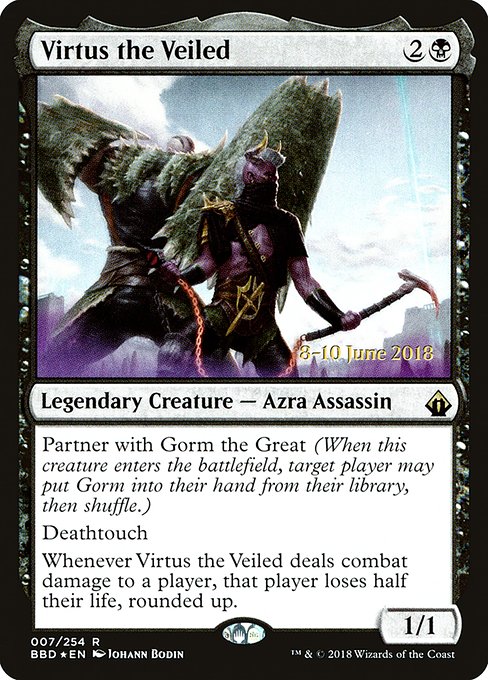 Virtus the Veiled 2
8-10 June 2018
Legendary Creature — Azra Assassin
Partner with Gorm the Great (When this
creature enters the battlefield, target player may
put Gorm into their hand from their library,
then shuffle.)
Deathtouch
Whenever Virtus the Veiled deals combat
damage to a player, that player loses half
their life, rounded up.
1/1
007/254 R
BBD ★ EN Johann Bodin
™ & © 2018 Wizards of the Coast